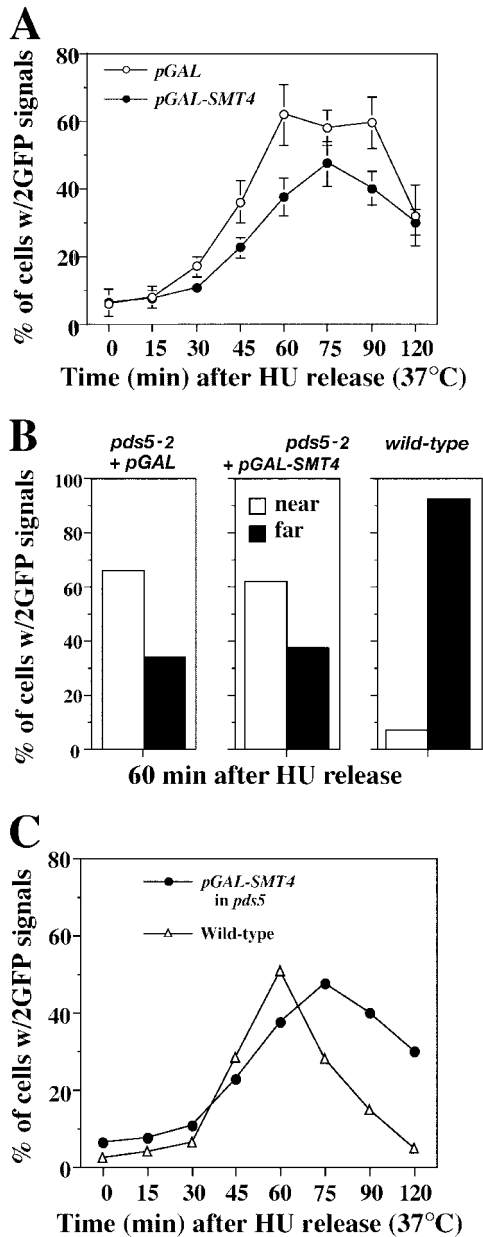 A
% of cells w/2GFP signals
80
60
40
20
0
pGAL
pGAL-SMT4
0 15 30 45 60 75 90 120
Time (min) after HU release (37°C)
B
pds5-2
+ pGAL
pds5-2
+ pGAL-SMT4
wild-type
% of cells w/2GFP signals
100
80
60
40
20
0
near
far
60 min after HU release
C
% of cells w/2GFP signals
80
60
40
20
0
pGAL-SMT4
in pds5
Wild-type
0 15 30 45 60 75 90 120
Time (min) after HU release (37°C)